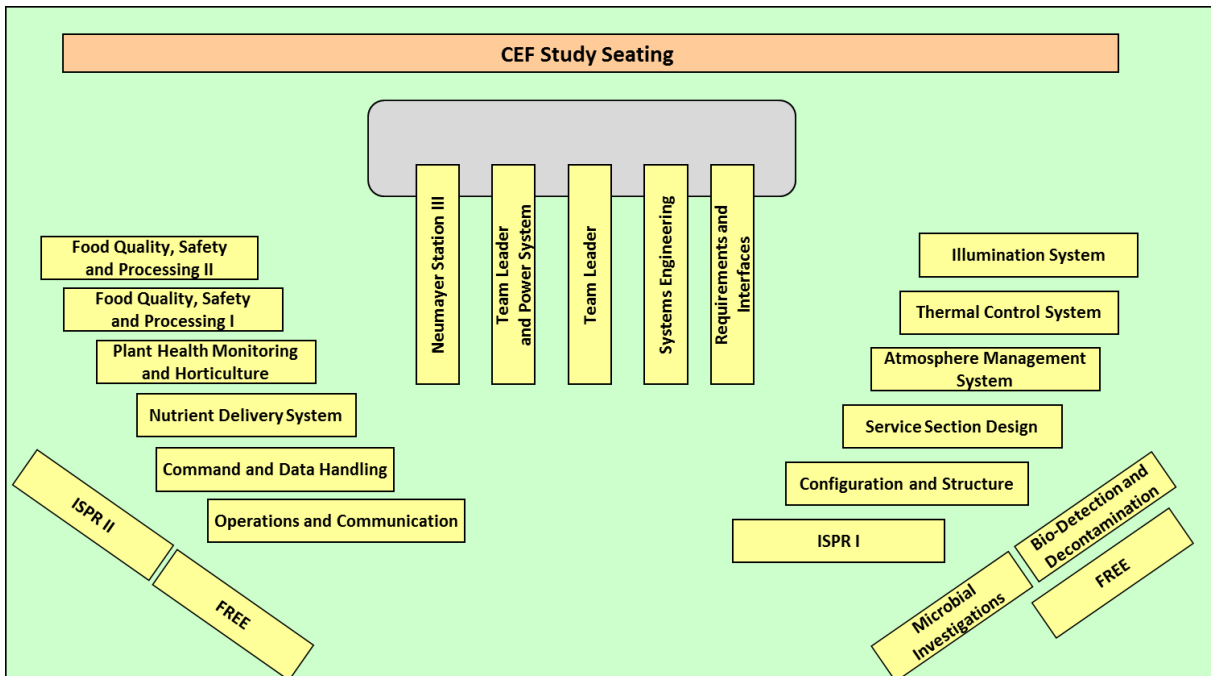 CEF Study Seating
Neumayer Station III
Team Leader
and Power System
Team Leader
Systems Engineering
Requirements and
Interfaces
Food Quality, Safety
and Processing II
Food Quality, Safety
and Processing I
Plant Health Monitoring
and Horticulture
Nutrient Delivery System
Command and Data Handling
Operations and Communication
ISPR II
FREE
Illumination System
Thermal Control System
Atmosphere Management
System
Service Section Design
Configuration and Structure
ISPR I
Bio-Detection and
Decontamination
Microbial
Investigations
FREE